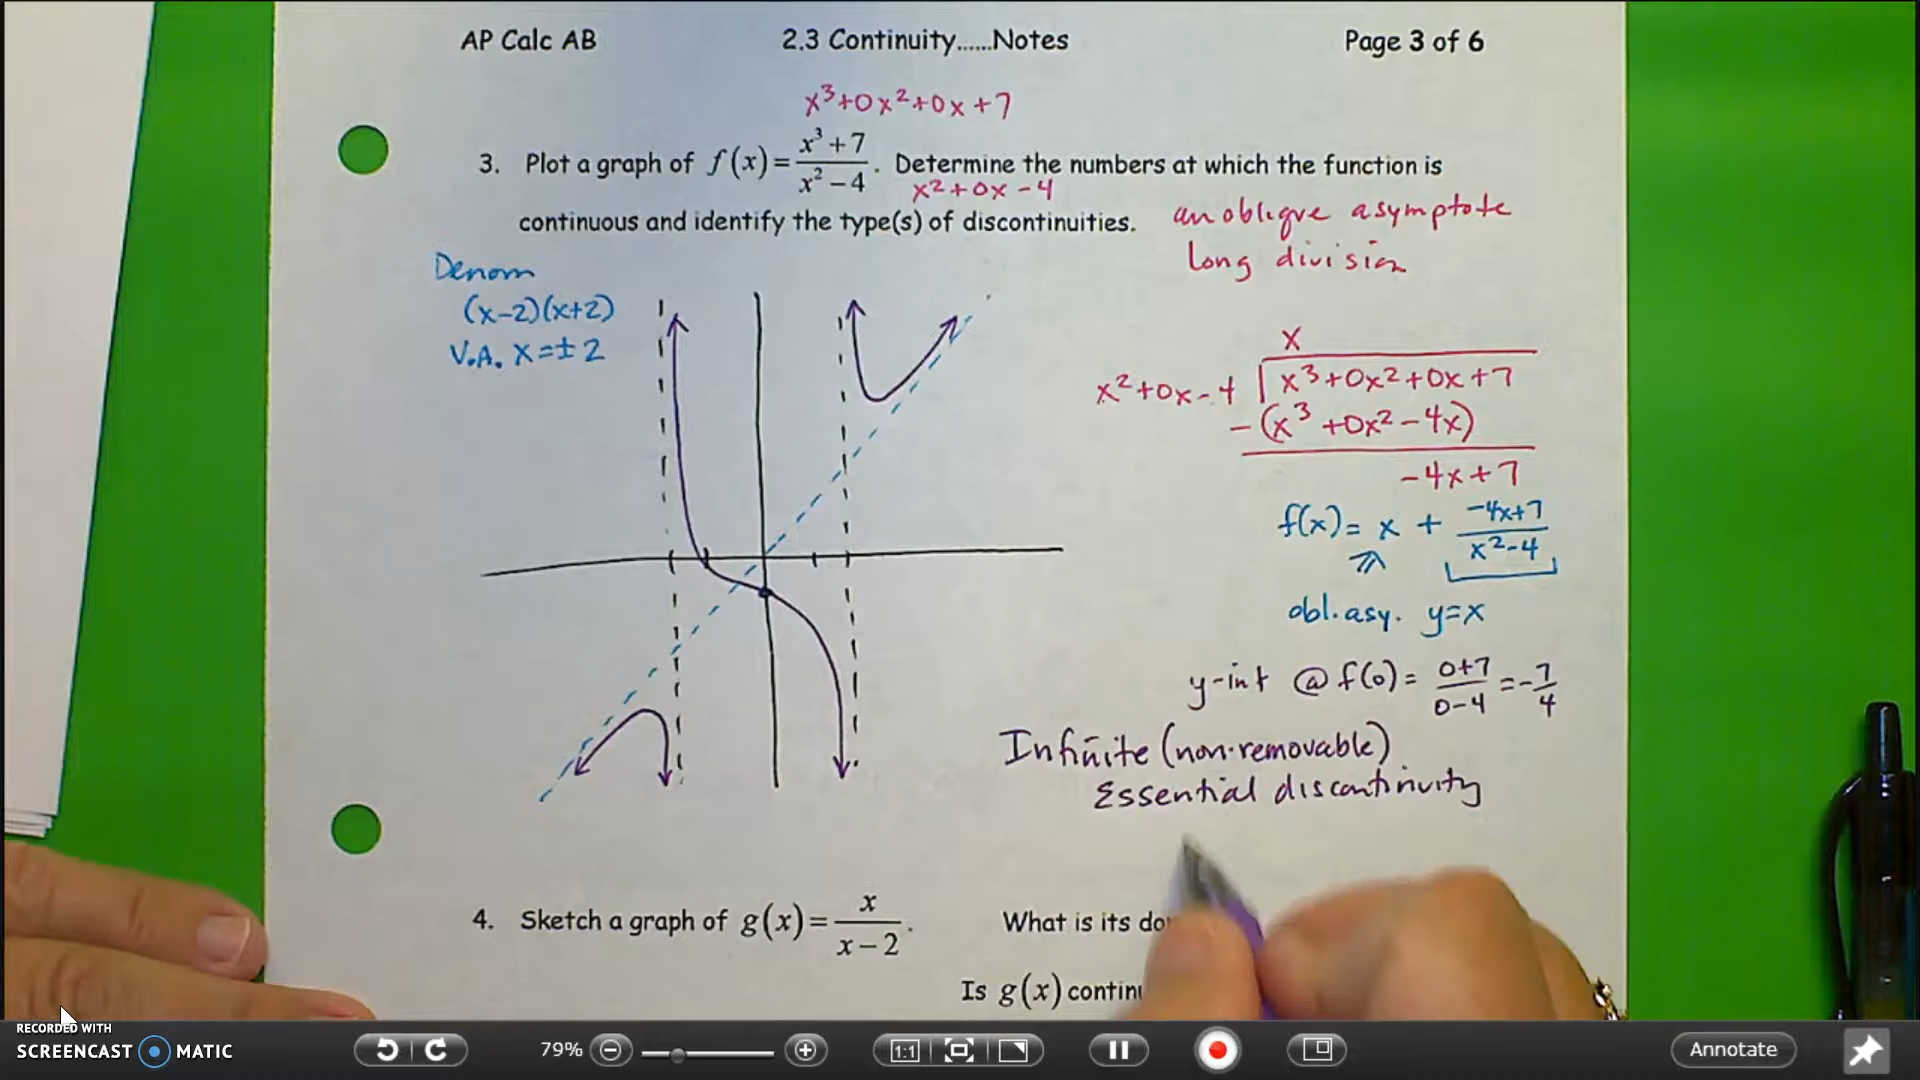 AP Calc AB 2.3 Continuity......Notes Page 3 of 6
x³+0x²+0x+7
3. Plot a graph of f(x) = (x³ + 7)/(x² − 4). Determine the numbers at which the function is
x²+0x-4
continuous and identify the type(s) of discontinuities.
an oblique asymptote
long division
Denom
(x-2)(x+2)
V.A. x=±2
x
x²+0x-4 x³+0x²+0x+7
-(x³+0x²-4x)
-4x+7
f(x)= x + (-4x+7)/(x²-4)
obl. asy. y=x
y-int @ f(0)= (0+7)/(0-4) = -7/4
Infinite (non-removable)
Essential discontinuity
4. Sketch a graph of g(x) = x/(x − 2). What is its
Is g(x)
RECORDED WITH
SCREENCAST MATIC
79%
1:1
Annotate